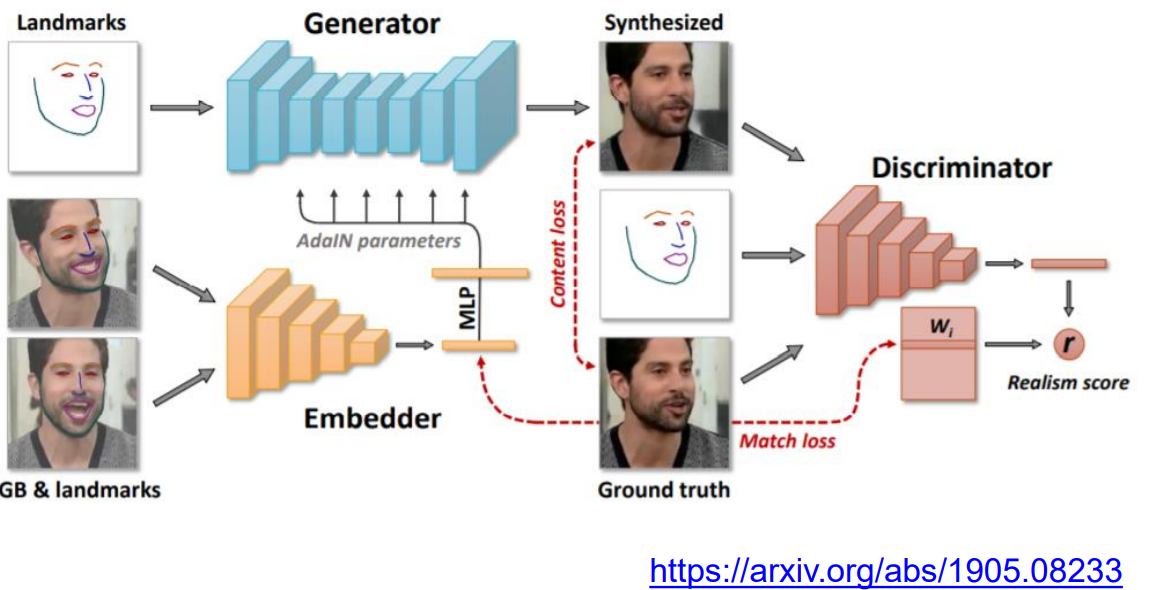 Landmarks
Generator
Synthesized
Discriminator
AdaIN parameters
Content loss
MLP
W_i
r
Realism score
Embedder
Match loss
GB & landmarks
Ground truth
https://arxiv.org/abs/1905.08233